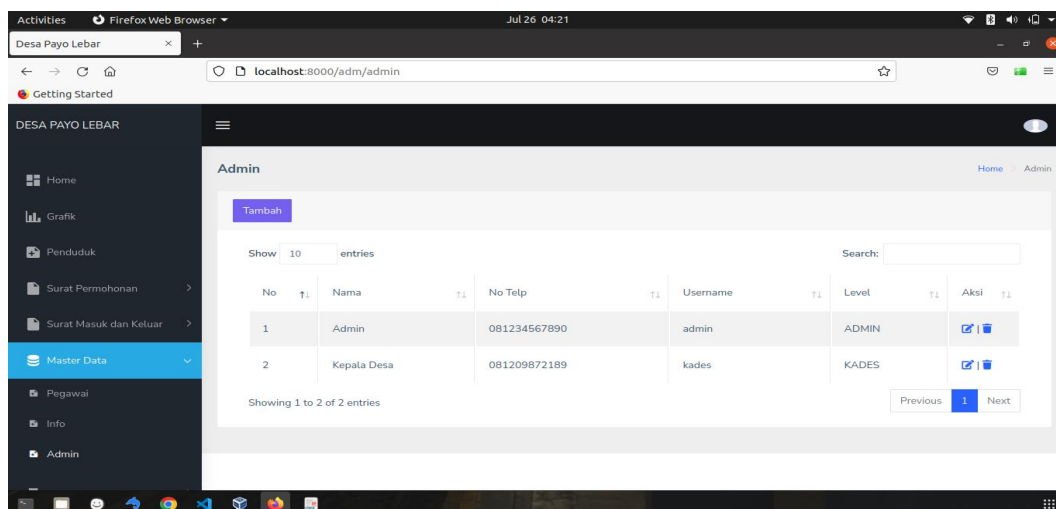 Activities Firefox Web Browser Jul 26 04:21
Desa Payo Lebar
localhost:8000/adm/admin
Getting Started
DESA PAYO LEBAR
Home
Grafik
Penduduk
Surat Permohonan
Surat Masuk dan Keluar
Master Data
Pegawai
Info
Admin
Admin
Home > Admin
Tambah
Show 10 entries Search:
No Nama No Telp Username Level Aksi
1 Admin 081234567890 admin ADMIN |
2 Kepala Desa 081209872189 kades KADES |
Showing 1 to 2 of 2 entries Previous 1 Next